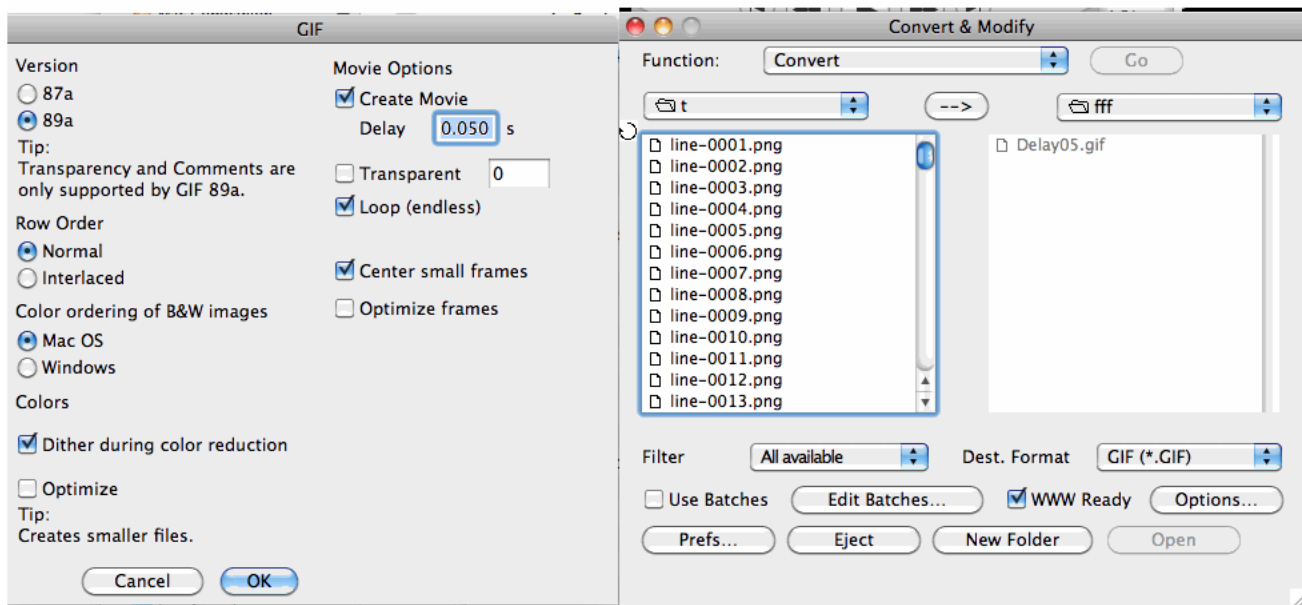 GIF
Version
87a
89a
Tip:
Transparency and Comments are
only supported by GIF 89a.
Row Order
Normal
Interlaced
Color ordering of B&W images
Mac OS
Windows
Colors
Dither during color reduction
Optimize
Tip:
Creates smaller files.
Cancel OK
Movie Options
Create Movie
Delay 0.050 s
Transparent 0
Loop (endless)
Center small frames
Optimize frames
Convert & Modify
Function: Convert Go
t --> fff
line-0001.png
line-0002.png
line-0003.png
line-0004.png
line-0005.png
line-0006.png
line-0007.png
line-0008.png
line-0009.png
line-0010.png
line-0011.png
line-0012.png
line-0013.png
Delay05.gif
Filter All available Dest. Format GIF (*.GIF)
Use Batches Edit Batches... WWW Ready Options...
Prefs... Eject New Folder Open